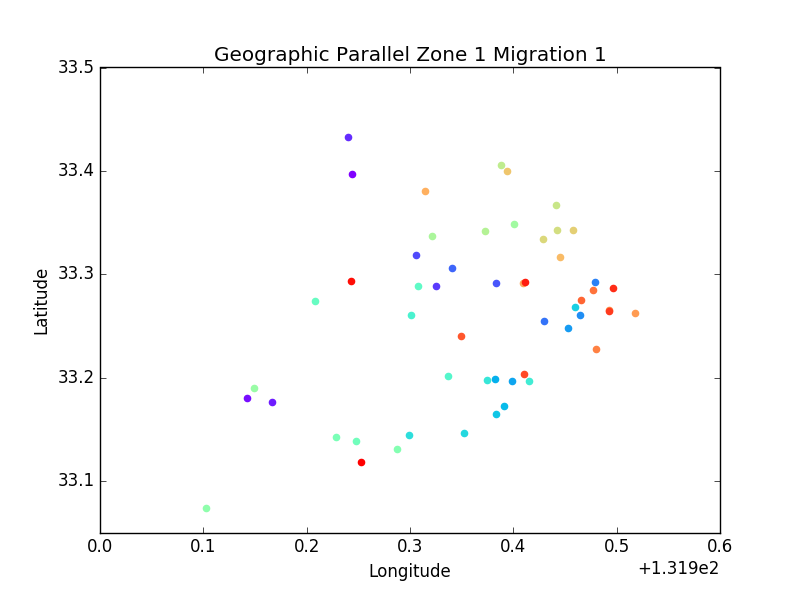 Geographic Parallel Zone 1 Migration 1
33.5
33.4
33.3
33.2
33.1
Latitude
0.0 0.1 0.2 0.3 0.4 0.5 0.6
Longitude
+1.319e2